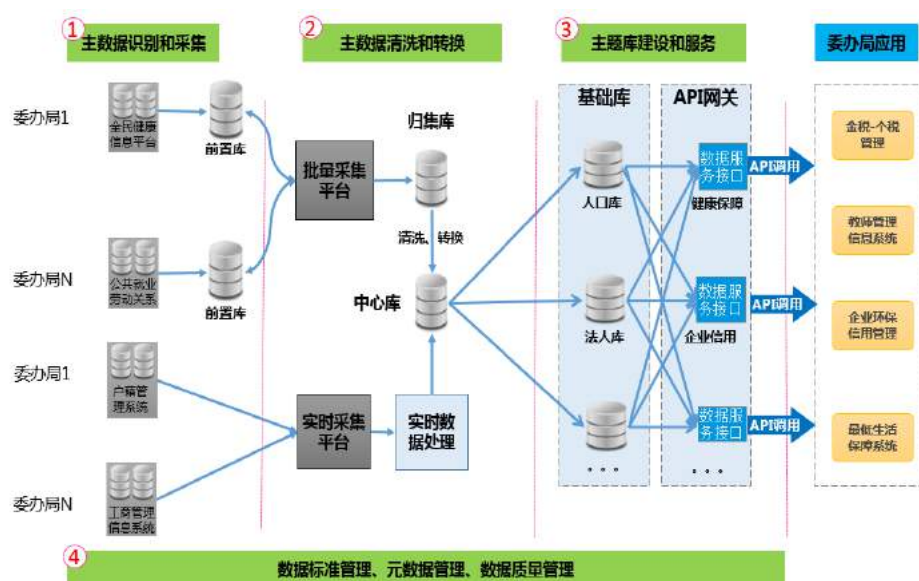 ① 主数据识别和采集
② 主数据清洗和转换
③ 主题库建设和服务
委办局应用
委办局1
全民健康
信息平台
前置库
委办局N
公共就业
劳动关系
前置库
委办局1
户籍管
理系统
委办局N
工商管理
信息系统
批量采集
平台
归集库
清洗、转换
中心库
实时采集
平台
实时数
据处理
基础库
人口库
法人库
...
API网关
数据服
务接口
健康保障
数据服
务接口
企业信用
数据服
务接口
...
API调用
API调用
API调用
金税-个税
管理
教师管理
信息系统
企业环保
信用管理
最低生活
保障系统
④ 数据标准管理、元数据管理、数据质量管理